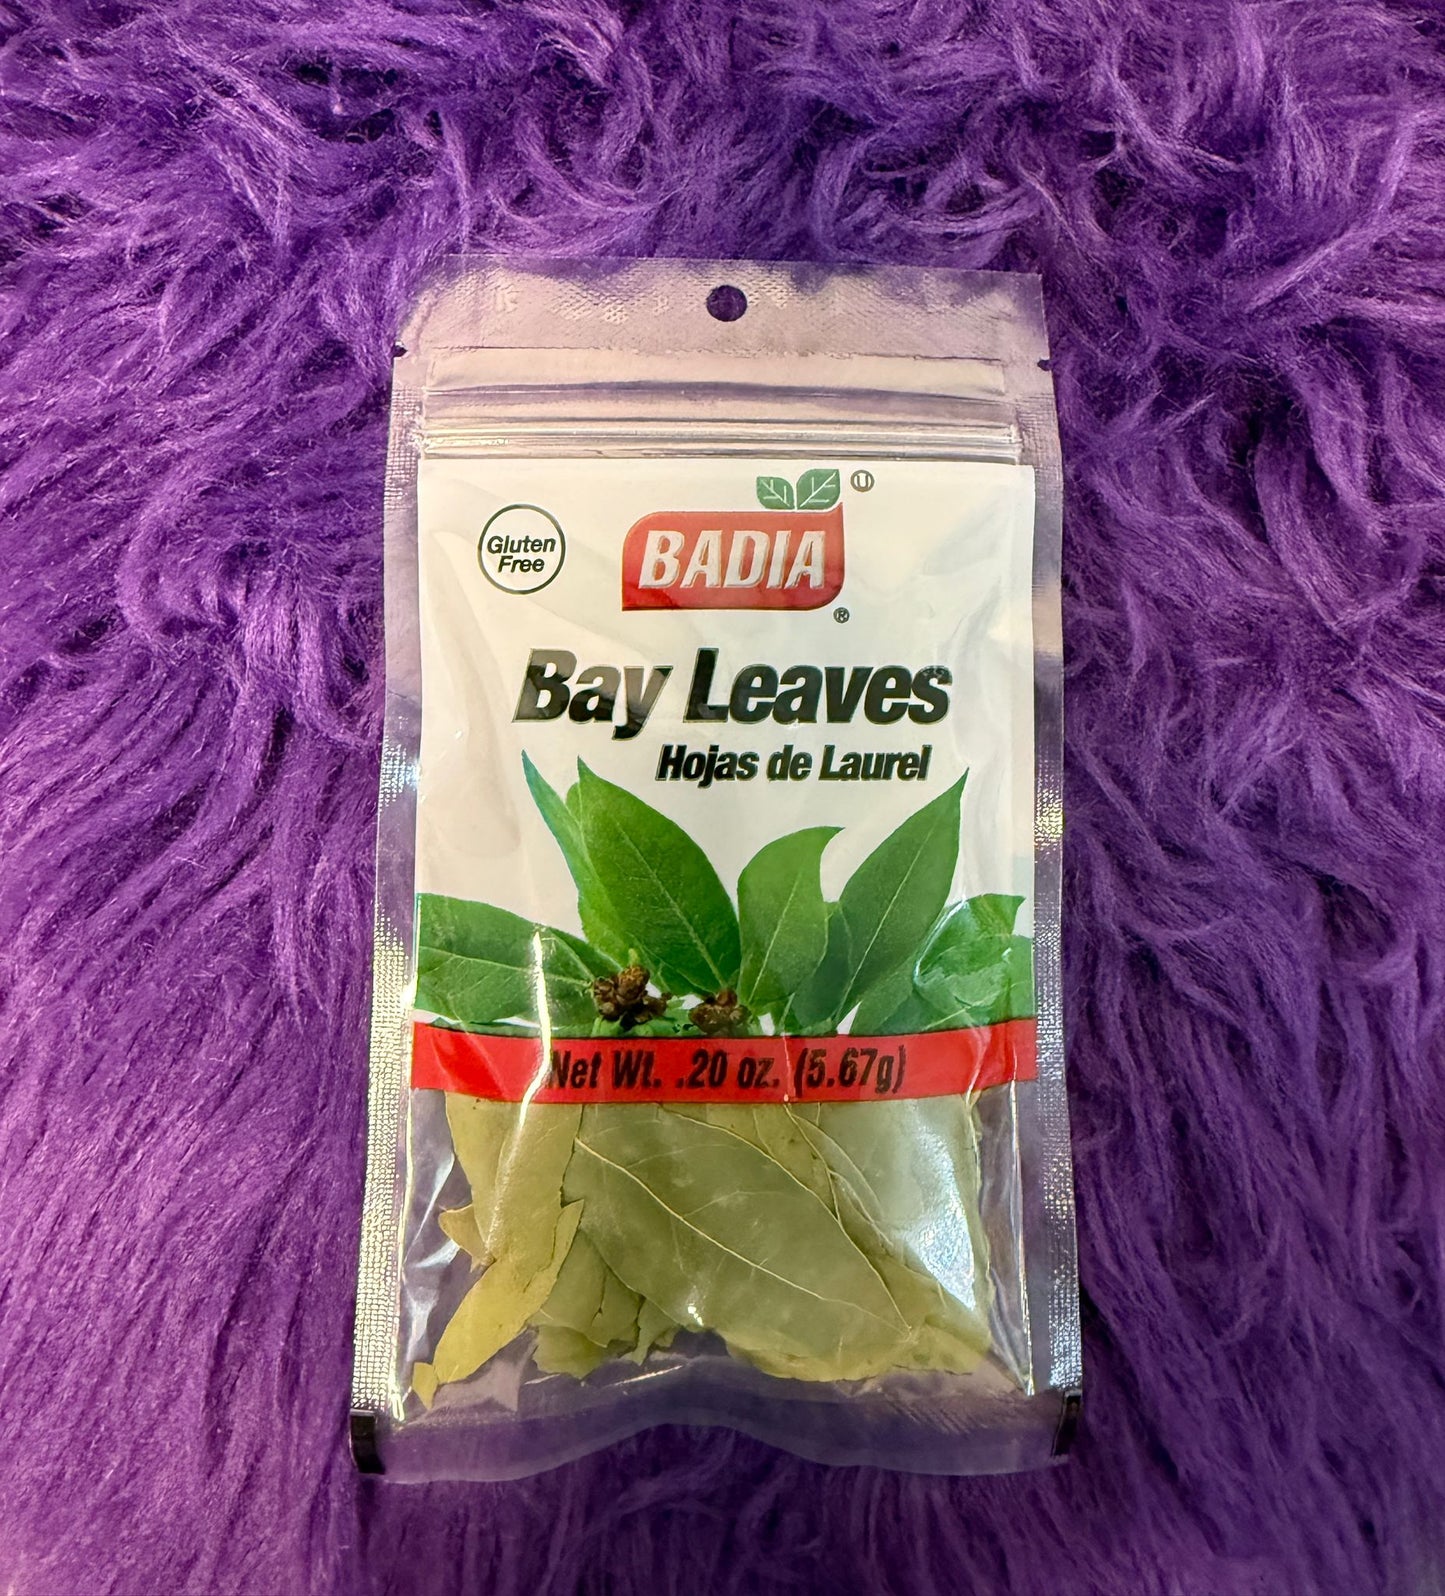 Ⓤ
Gluten
Free
BADIA
®
Bay Leaves
Hojas de Laurel
Net Wt. .20 oz. (5.67g)